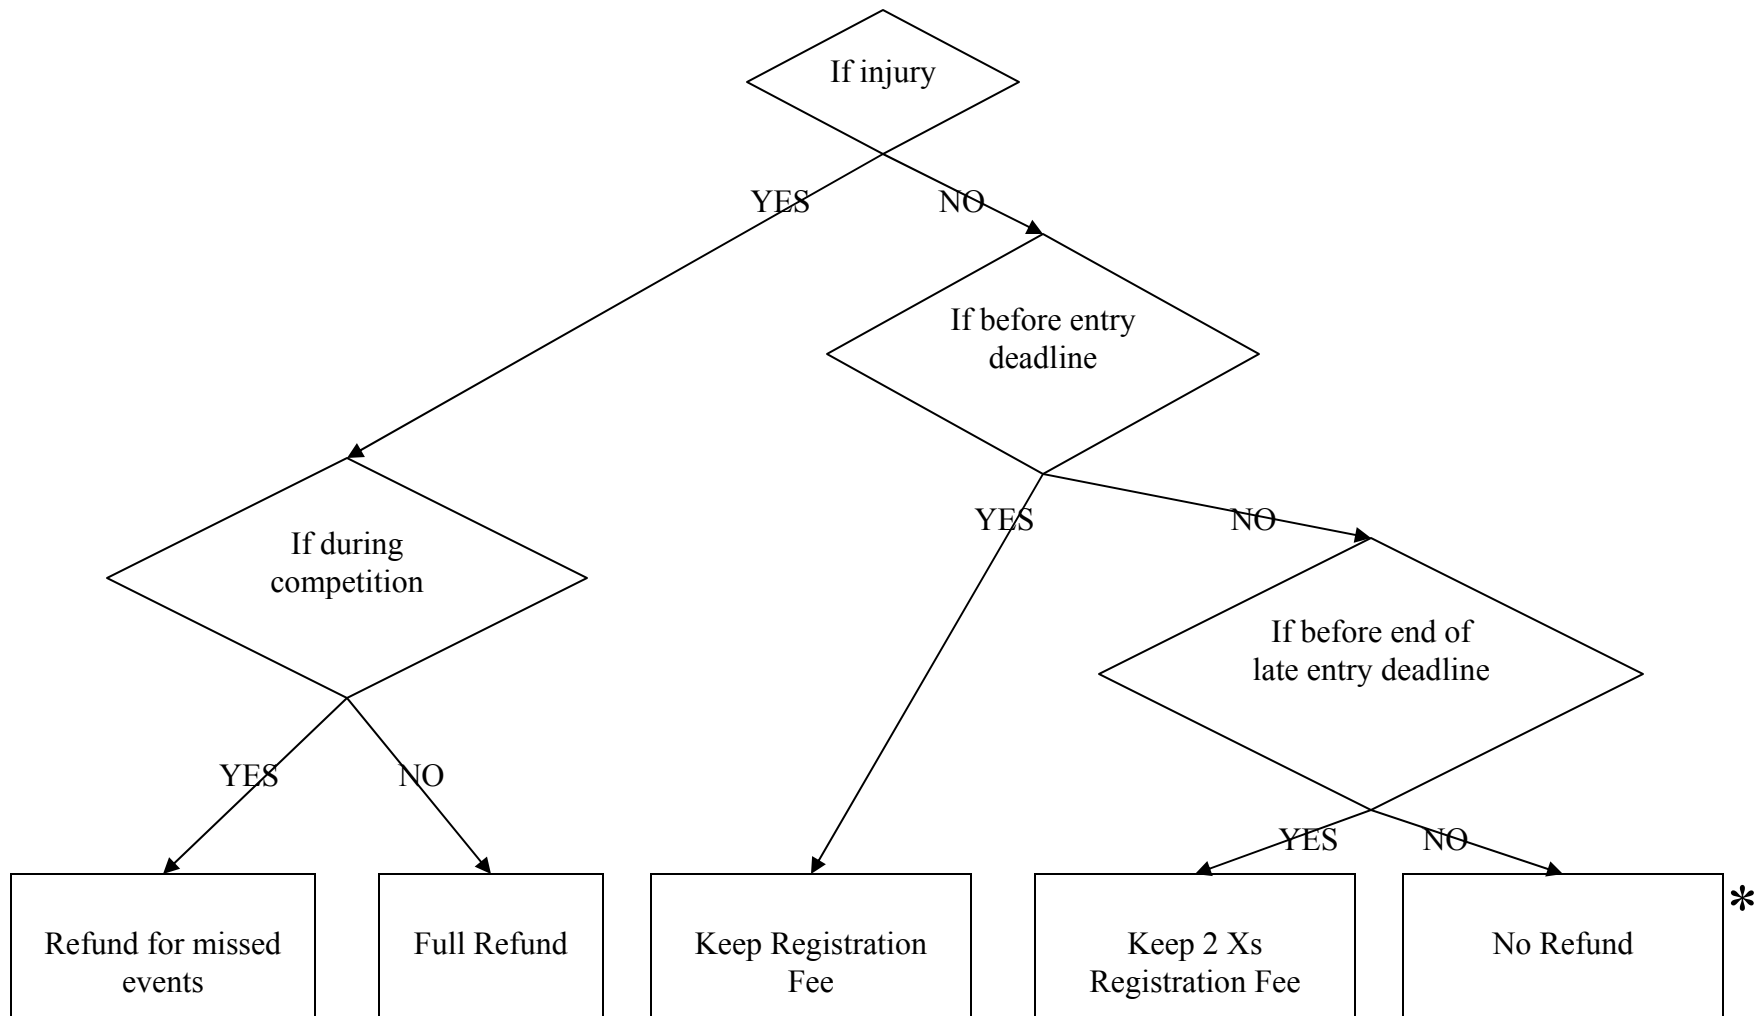 If injury
YES
NO
If before entry
deadline
YES
NO
If during
competition
If before end of
late entry deadline
YES
NO
YES
NO
Refund for missed
events
Full Refund
Keep Registration
Fee
Keep 2 Xs
Registration Fee
No Refund
*